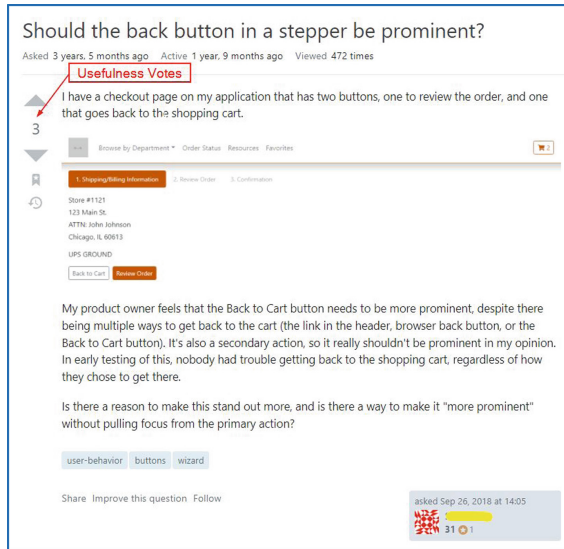 Should the back button in a stepper be prominent?
Asked 3 years, 5 months ago Active 1 year, 9 months ago Viewed 472 times
Usefulness Votes
I have a checkout page on my application that has two buttons, one to review the order, and one
that goes back to the shopping cart.
3
Browse by Department Order Status Resources Favorites 2
1. Shipping/Billing Information 2. Review Order 3. Confirmation
Store #1121
123 Main St.
ATTN: John Johnson
Chicago, IL 60613
UPS GROUND
Back to Cart Review Order
My product owner feels that the Back to Cart button needs to be more prominent, despite there
being multiple ways to get back to the cart (the link in the header, browser back button, or the
Back to Cart button). It's also a secondary action, so it really shouldn't be prominent in my opinion.
In early testing of this, nobody had trouble getting back to the shopping cart, regardless of how
they chose to get there.
Is there a reason to make this stand out more, and is there a way to make it "more prominent"
without pulling focus from the primary action?
user-behavior buttons wizard
Share Improve this question Follow
asked Sep 26, 2018 at 14:05
31 1